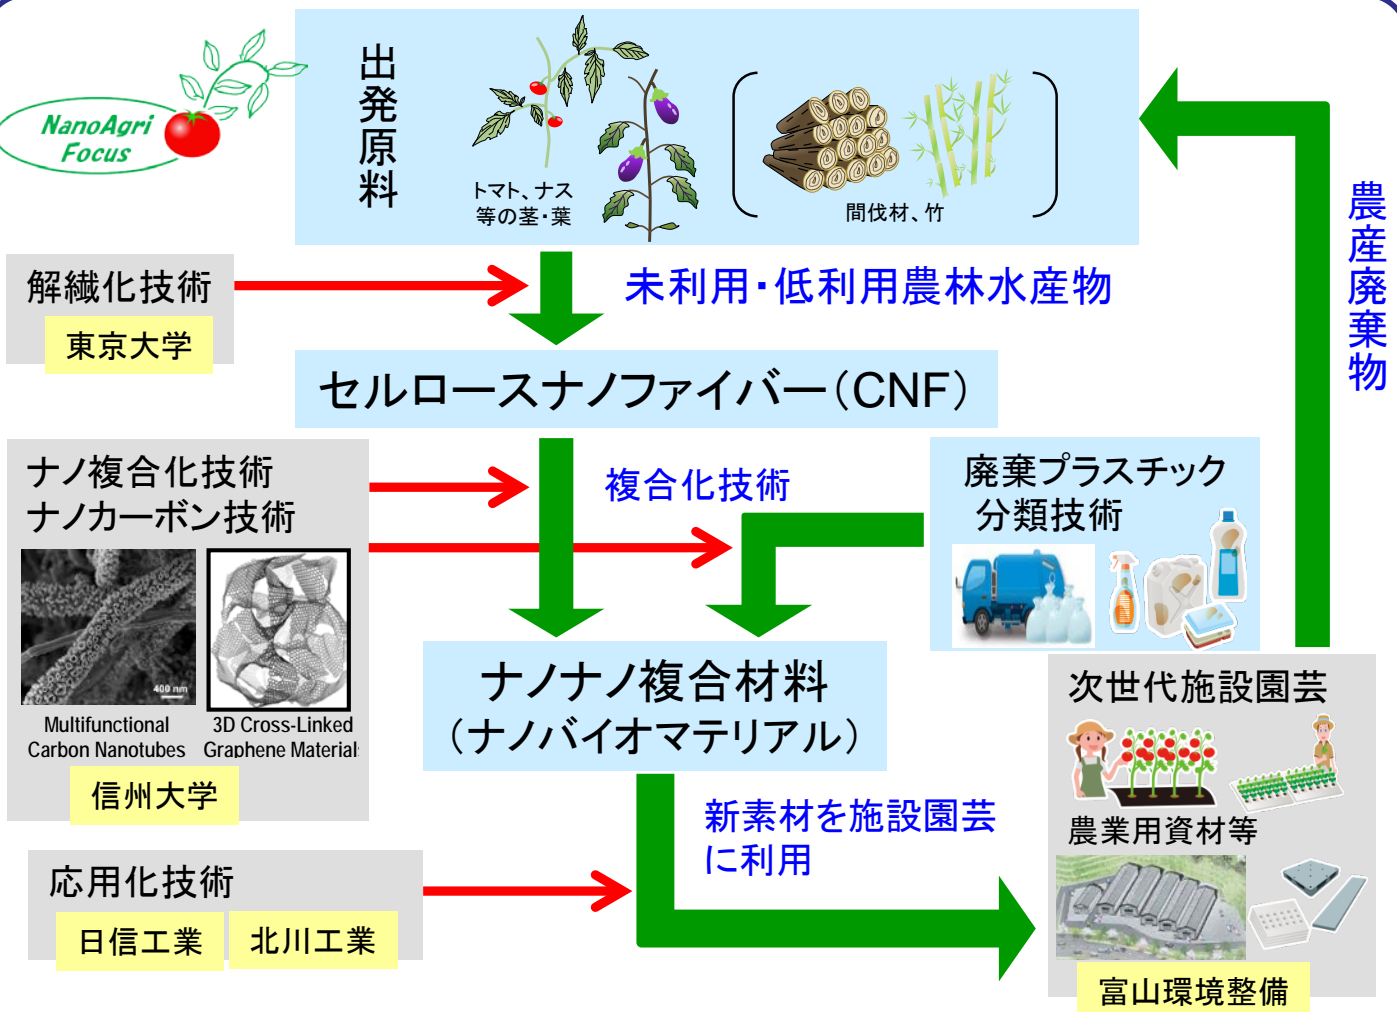 NanoAgri
Focus
出発原料
トマト、ナス
等の茎・葉
間伐材、竹
農産廃棄物
解繊化技術
東京大学
未利用・低利用農林水産物
セルロースナノファイバー（CNF）
ナノ複合化技術
ナノカーボン技術
400 nm
Multifunctional
Carbon Nanotubes
3D Cross-Linked
Graphene Materials
信州大学
複合化技術
廃棄プラスチック
分類技術
ナノナノ複合材料
（ナノバイオマテリアル）
次世代施設園芸
農業用資材等
富山環境整備
新素材を施設園芸
に利用
応用化技術
日信工業
北川工業